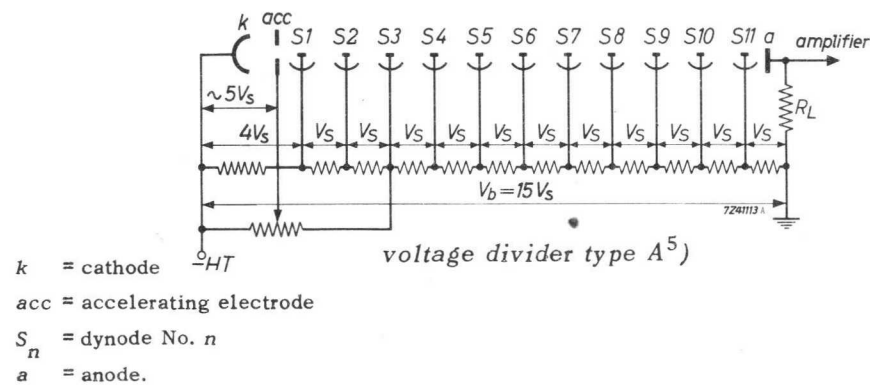 k acc S1 S2 S3 S4 S5 S6 S7 S8 S9 S10 S11 a amplifier
~5Vs RL
4Vs Vs Vs Vs Vs Vs Vs Vs Vs Vs Vs Vs
Vb=15Vs
7Z41113 A
-HT
voltage divider type A⁵)
k = cathode
acc = accelerating electrode
Sn = dynode No. n
a = anode.